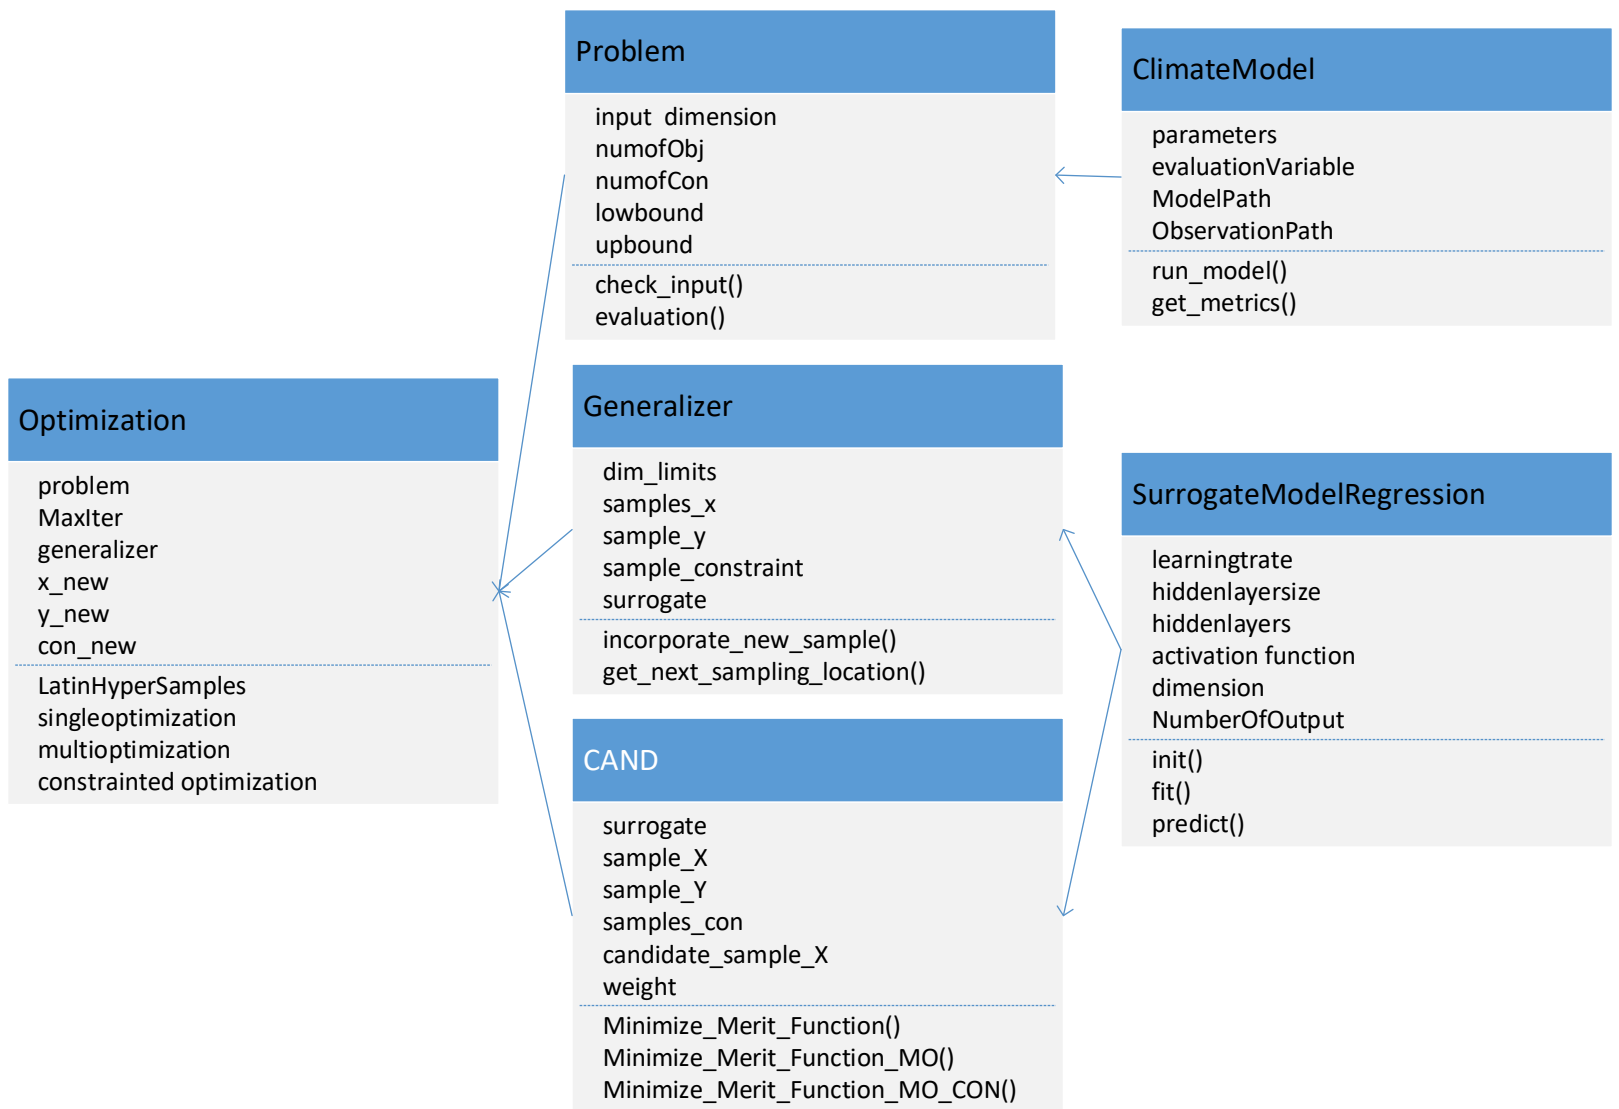 Problem
input dimension
numofObj
numofCon
lowbound
upbound
check_input()
evaluation()
ClimateModel
parameters
evaluationVariable
ModelPath
ObservationPath
run_model()
get_metrics()
Optimization
problem
MaxIter
generalizer
x_new
y_new
con_new
LatinHyperSamples
singleoptimization
multioptimization
constrainted optimization
Generalizer
dim_limits
samples_x
sample_y
sample_constraint
surrogate
incorporate_new_sample()
get_next_sampling_location()
SurrogateModelRegression
learningtrate
hiddenlayersize
hiddenlayers
activation function
dimension
NumberOfOutput
init()
fit()
predict()
CAND
surrogate
sample_X
sample_Y
samples_con
candidate_sample_X
weight
Minimize_Merit_Function()
Minimize_Merit_Function_MO()
Minimize_Merit_Function_MO_CON()